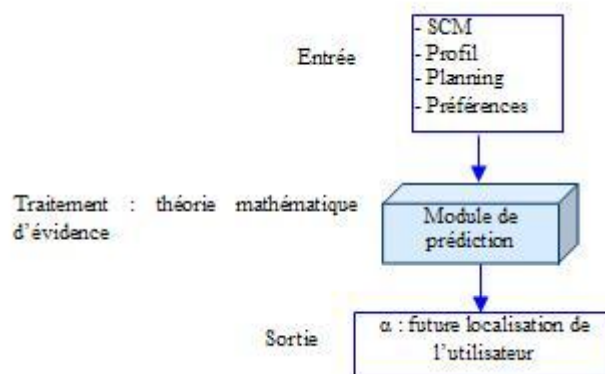 Entrée
- SCM
- Profil
- Planning
- Préférences
Traitement : théorie mathématique
d'évidence
Module de
prédiction
Sortie
α : future localisation de
l'utilisateur